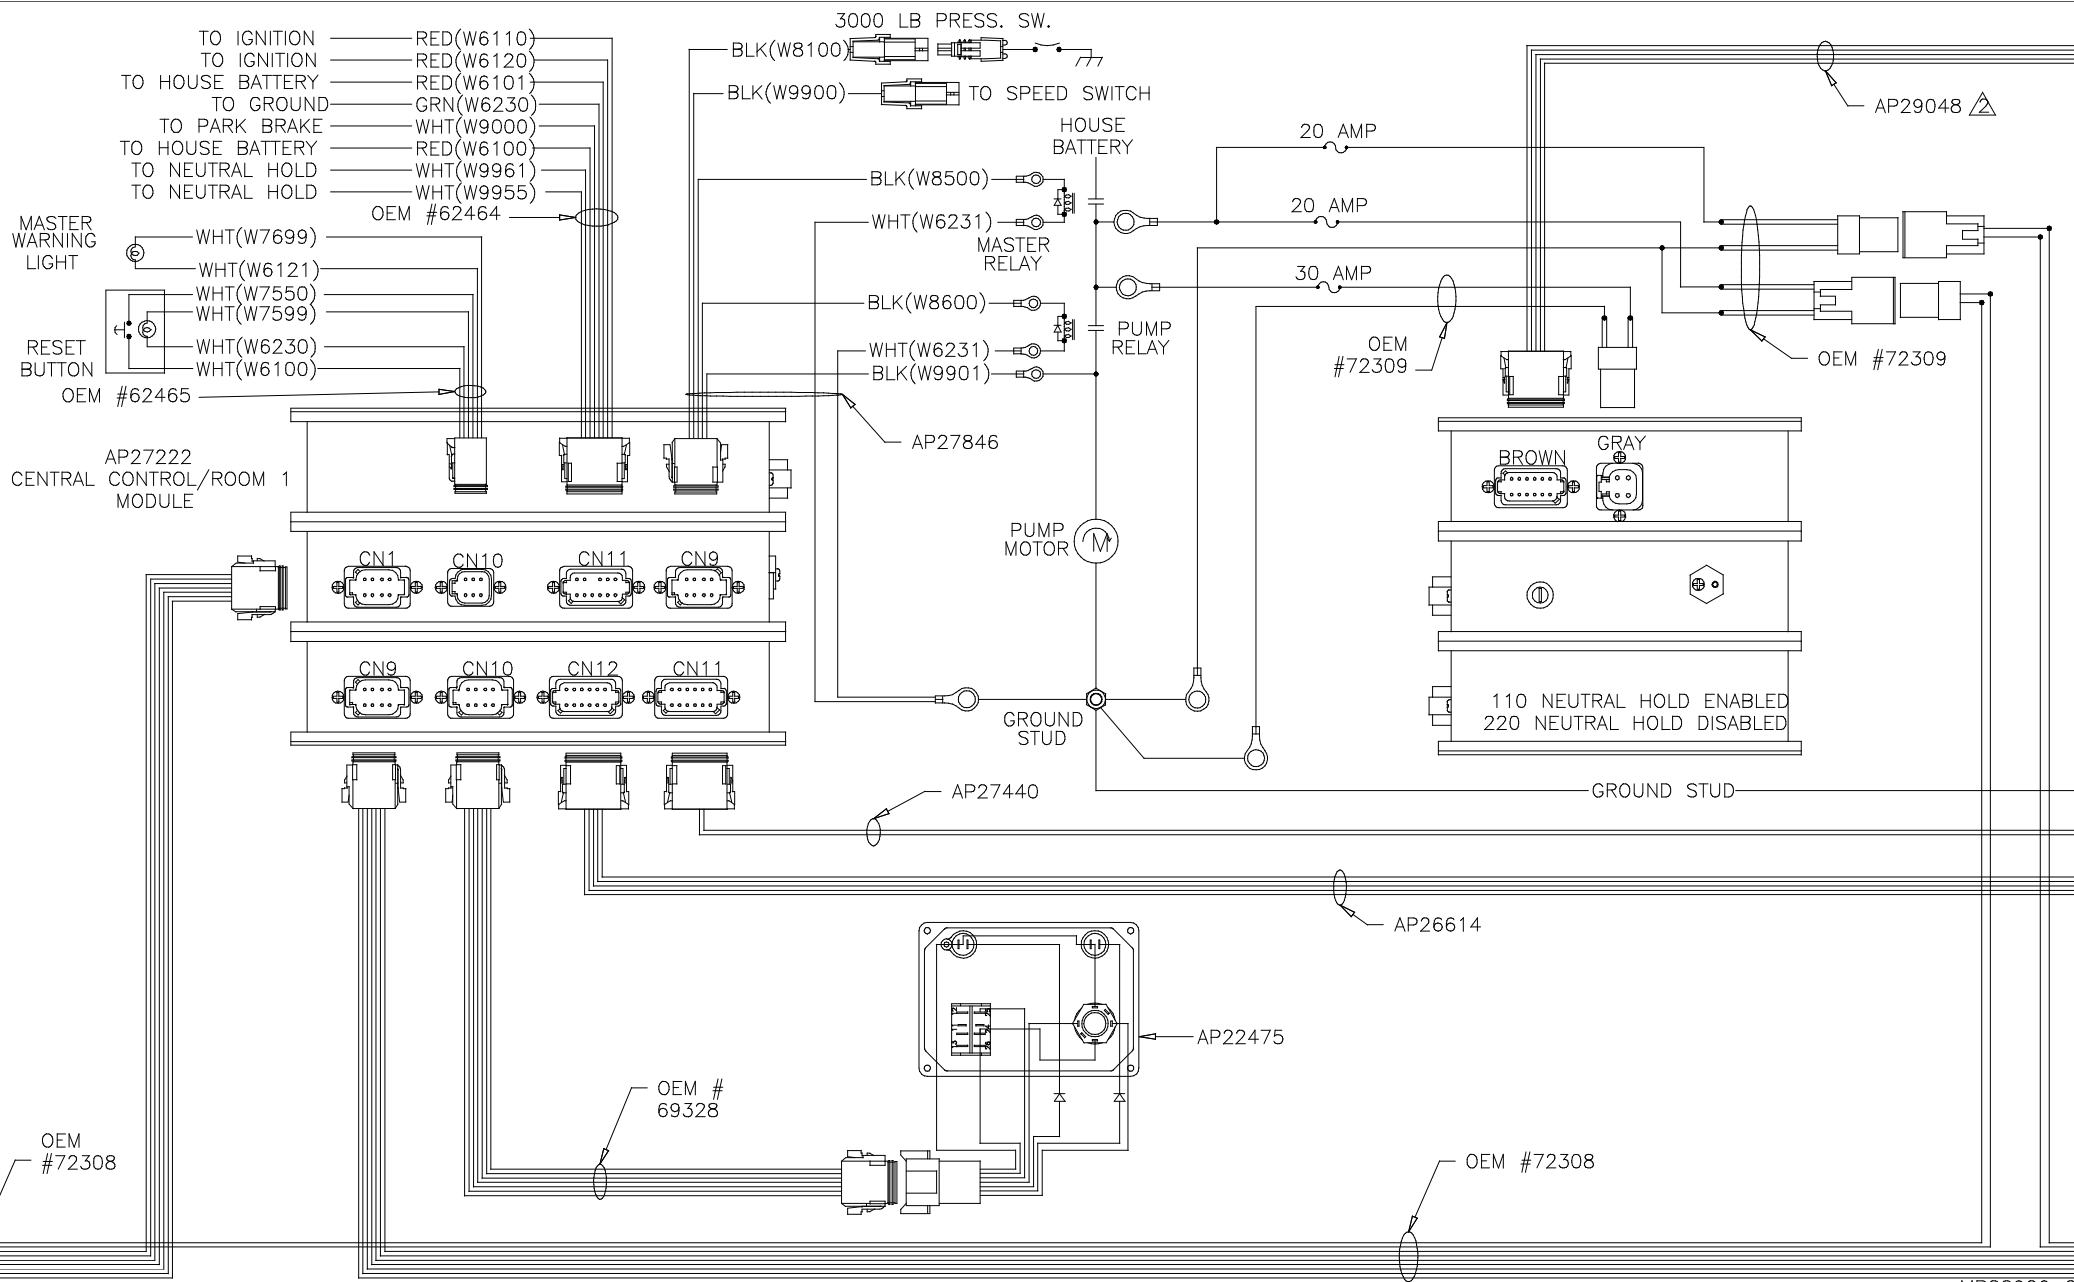 3000 LB PRESS. SW.
TO IGNITION RED(W6110)
TO IGNITION RED(W6120)
TO HOUSE BATTERY RED(W6101)
TO GROUND GRN(W6230)
TO PARK BRAKE WHT(W9000)
TO HOUSE BATTERY RED(W6100)
TO NEUTRAL HOLD WHT(W9961)
TO NEUTRAL HOLD WHT(W9955)
OEM #62464
BLK(W8100)
BLK(W9900) TO SPEED SWITCH
HOUSE
BATTERY
20 AMP
AP29048 2
BLK(W8500)
WHT(W6231)
MASTER
RELAY
20 AMP
30 AMP
MASTER
WARNING
LIGHT
WHT(W7699)
WHT(W6121)
WHT(W7550)
WHT(W7599)
WHT(W6230)
WHT(W6100)
RESET
BUTTON
OEM #62465
BLK(W8600)
WHT(W6231)
BLK(W9901)
PUMP
RELAY
OEM
#72309
OEM #72309
AP27846
AP27222
CENTRAL CONTROL/ROOM 1
MODULE
BROWN
GRAY
PUMP
MOTOR
M
CN1
CN10
CN11
CN9
CN9
CN10
CN12
CN11
GROUND
STUD
110 NEUTRAL HOLD ENABLED
220 NEUTRAL HOLD DISABLED
GROUND STUD
AP27440
AP26614
AP22475
OEM #
69328
OEM
#72308
OEM #72308